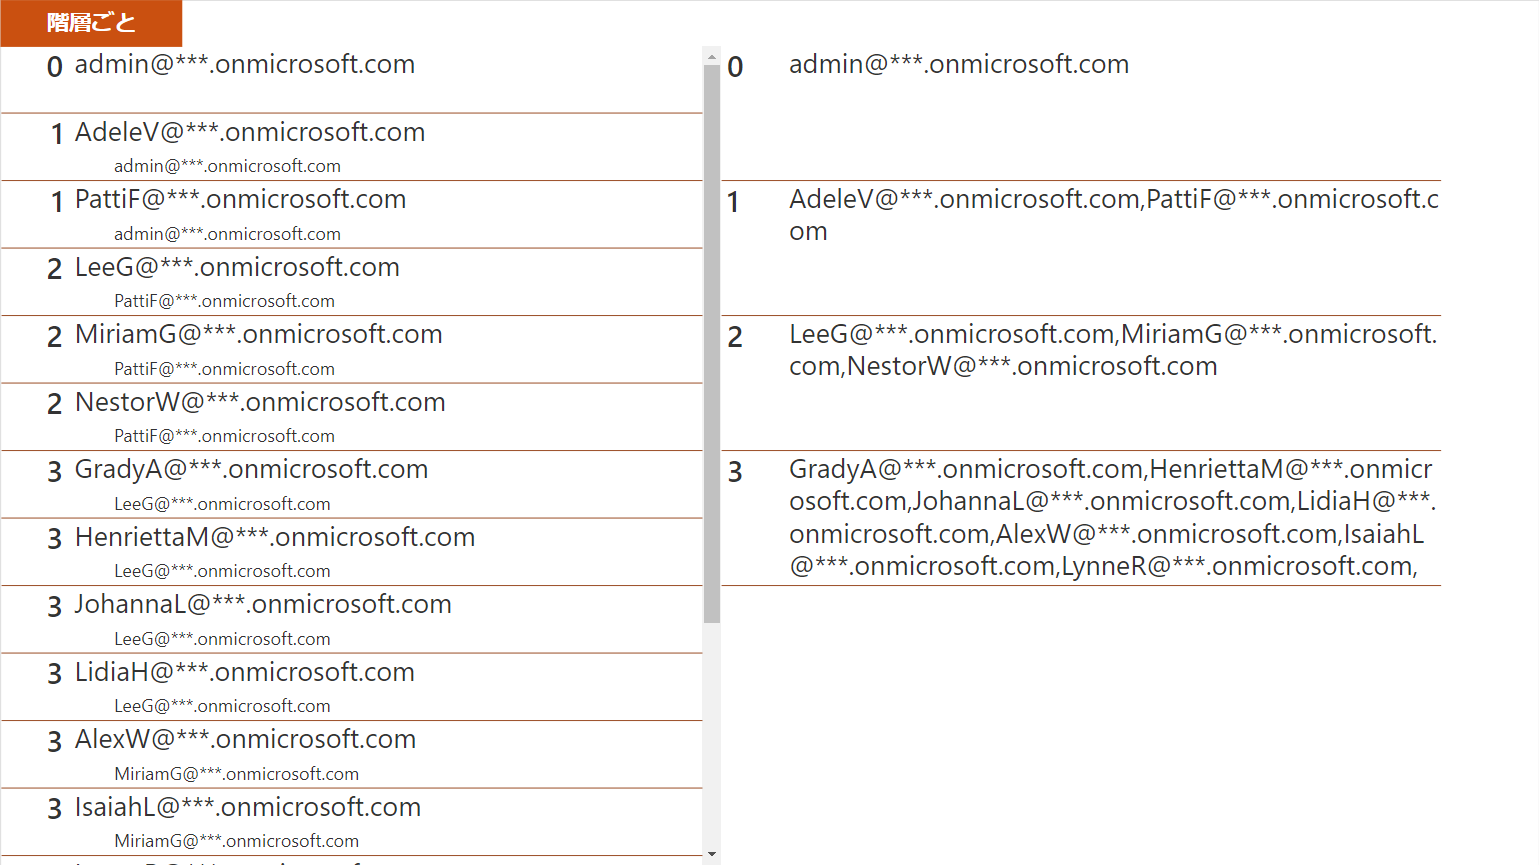 階層ごと
0 admin@***.onmicrosoft.com
1 AdeleV@***.onmicrosoft.com
admin@***.onmicrosoft.com
1 PattiF@***.onmicrosoft.com
admin@***.onmicrosoft.com
2 LeeG@***.onmicrosoft.com
PattiF@***.onmicrosoft.com
2 MiriamG@***.onmicrosoft.com
PattiF@***.onmicrosoft.com
2 NestorW@***.onmicrosoft.com
PattiF@***.onmicrosoft.com
3 GradyA@***.onmicrosoft.com
LeeG@***.onmicrosoft.com
3 HenriettaM@***.onmicrosoft.com
LeeG@***.onmicrosoft.com
3 JohannaL@***.onmicrosoft.com
LeeG@***.onmicrosoft.com
3 LidiaH@***.onmicrosoft.com
LeeG@***.onmicrosoft.com
3 AlexW@***.onmicrosoft.com
MiriamG@***.onmicrosoft.com
3 IsaiahL@***.onmicrosoft.com
MiriamG@***.onmicrosoft.com
0 admin@***.onmicrosoft.com
1 AdeleV@***.onmicrosoft.com,PattiF@***.onmicrosoft.c
om
2 LeeG@***.onmicrosoft.com,MiriamG@***.onmicrosoft.
com,NestorW@***.onmicrosoft.com
3 GradyA@***.onmicrosoft.com,HenriettaM@***.onmicr
osoft.com,JohannaL@***.onmicrosoft.com,LidiaH@***.
onmicrosoft.com,AlexW@***.onmicrosoft.com,IsaiahL
@***.onmicrosoft.com,LynneR@***.onmicrosoft.com,